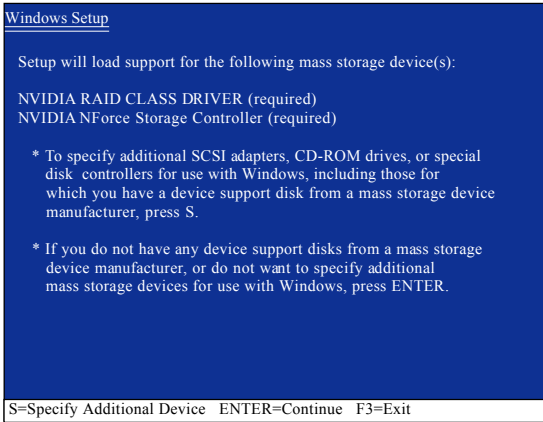 Windows Setup
Setup will load support for the following mass storage device(s):
NVIDIA RAID CLASS DRIVER (required)
NVIDIA NForce Storage Controller (required)
* To specify additional SCSI adapters, CD-ROM drives, or special
disk controllers for use with Windows, including those for
which you have a device support disk from a mass storage device
manufacturer, press S.
* If you do not have any device support disks from a mass storage
device manufacturer, or do not want to specify additional
mass storage devices for use with Windows, press ENTER.
S=Specify Additional Device ENTER=Continue F3=Exit